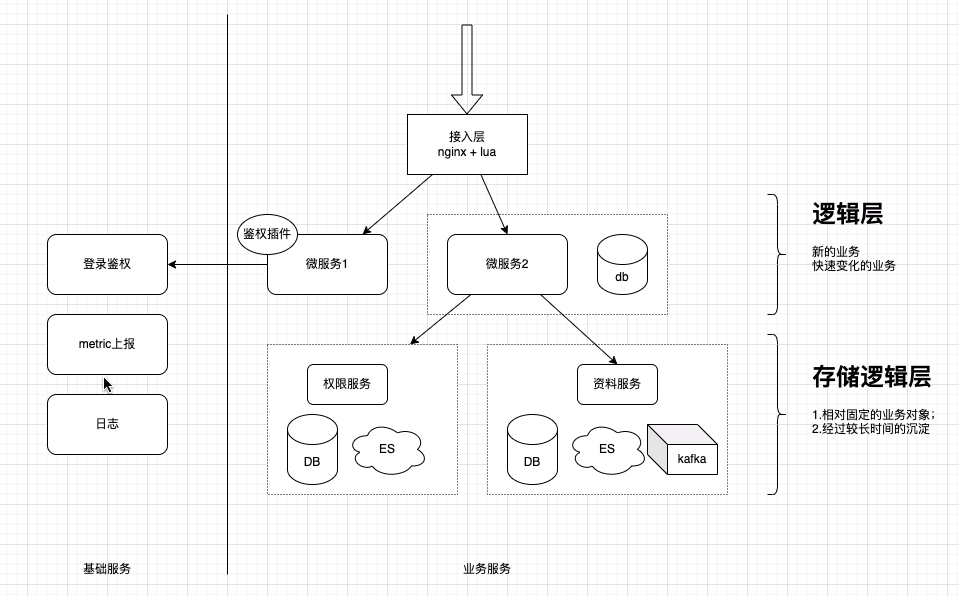 接入层
nginx + lua
鉴权插件
登录鉴权
微服务1
微服务2
db
逻辑层
新的业务
快速变化的业务
metric上报
日志
权限服务
DB
ES
资料服务
DB
ES
kafka
存储逻辑层
1.相对固定的业务对象；
2.经过较长时间的沉淀
基础服务
业务服务